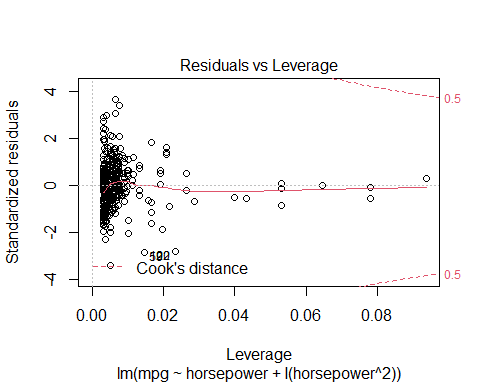 Residuals vs Leverage
Standardized residuals
4
2
0
-2
-4
0.5
0.5
Cook's distance
0.00
0.02
0.04
0.06
0.08
Leverage
lm(mpg ~ horsepower + I(horsepower^2))